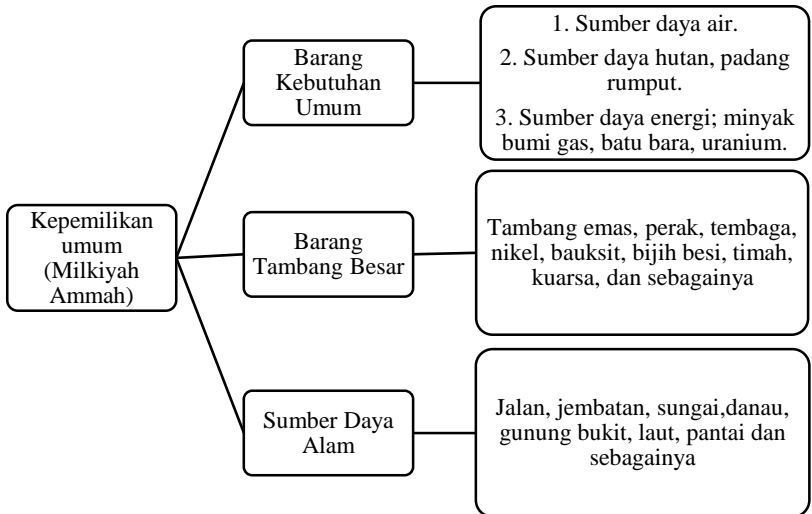 Kepemilikan
umum
(Milkiyah
Ammah)
Barang
Kebutuhan
Umum
1. Sumber daya air.
2. Sumber daya hutan, padang
rumput.
3. Sumber daya energi; minyak
bumi gas, batu bara, uranium.
Barang
Tambang Besar
Tambang emas, perak, tembaga,
nikel, bauksit, bijih besi, timah,
kuarsa, dan sebagainya
Sumber Daya
Alam
Jalan, jembatan, sungai,danau,
gunung bukit, laut, pantai dan
sebagainya